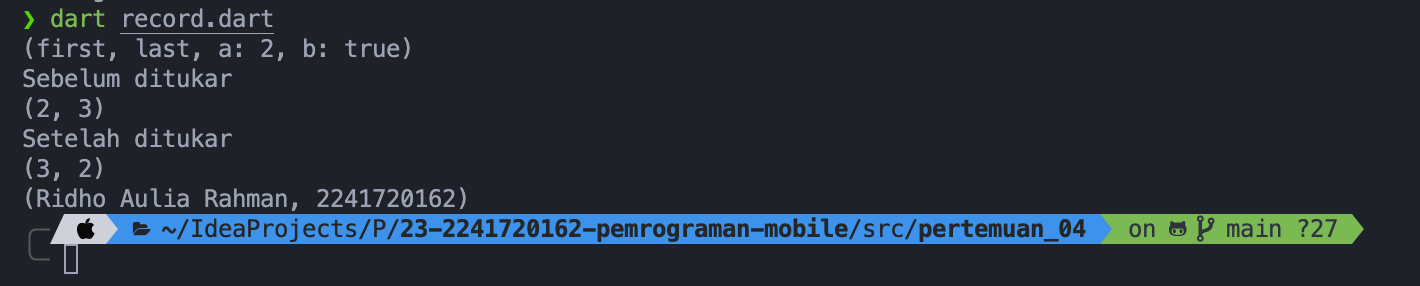 ❯ dart record.dart
(first, last, a: 2, b: true)
Sebelum ditukar
(2, 3)
Setelah ditukar
(3, 2)
(Ridho Aulia Rahman, 2241720162)
~/IdeaProjects/P/23-2241720162-pemrograman-mobile/src/pertemuan_04 on main ?27